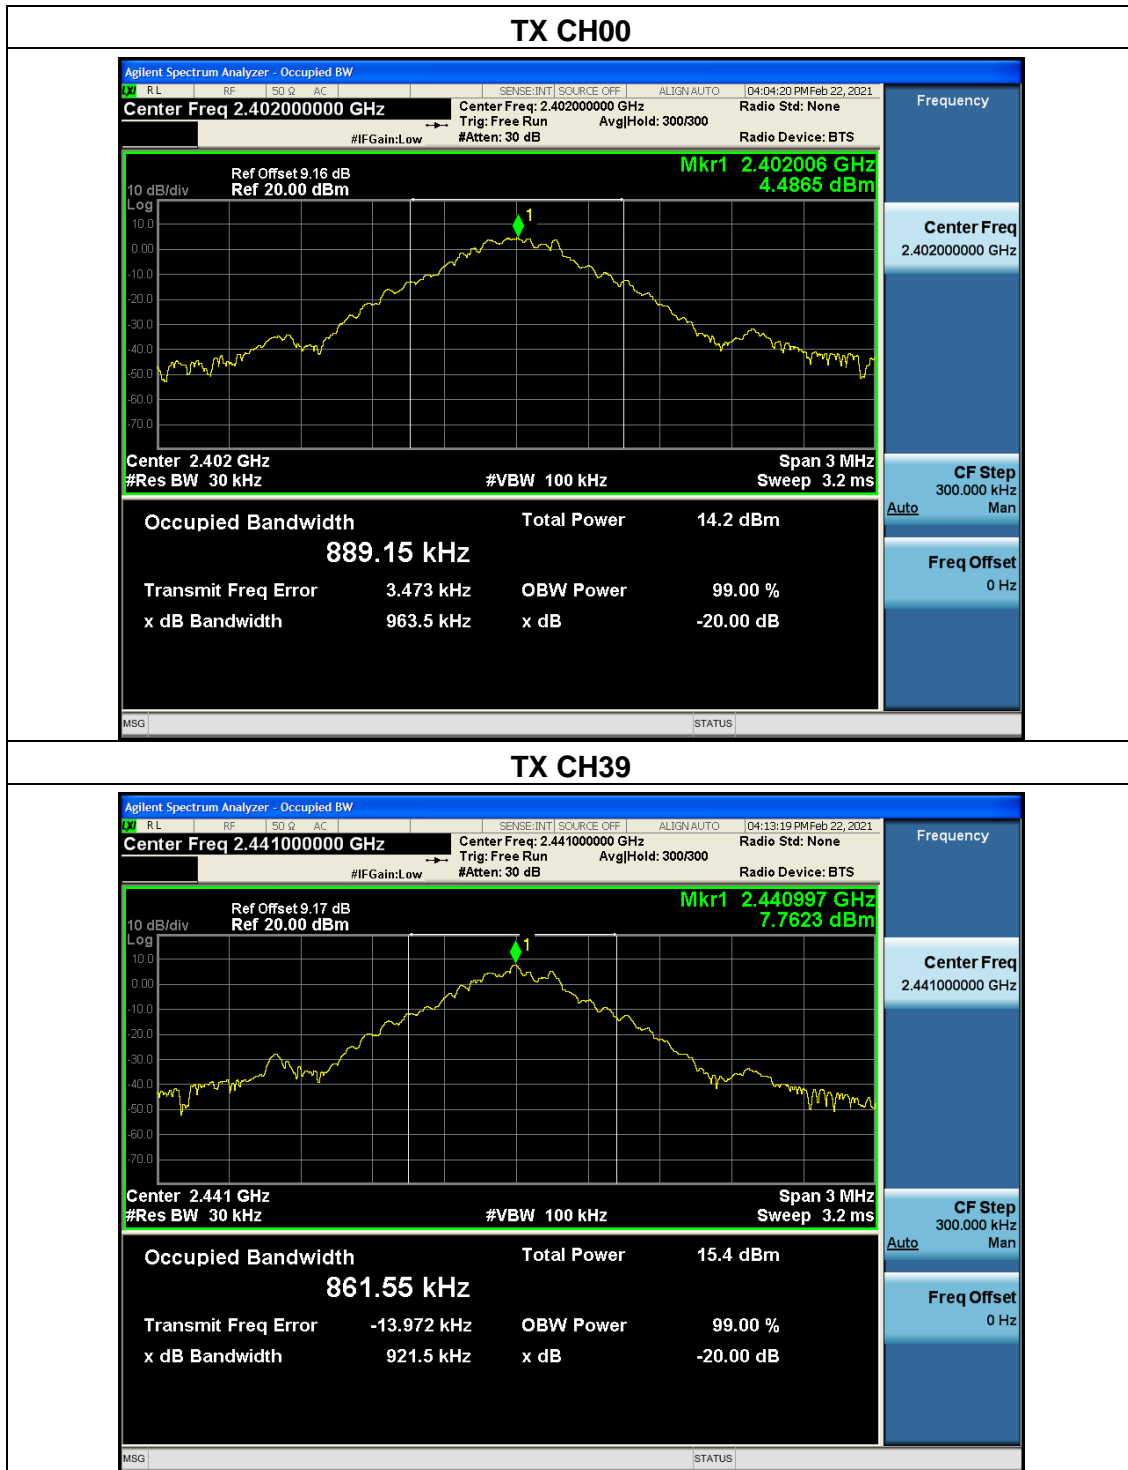 TX CH00
Agilent Spectrum Analyzer - Occupied BW
LXI RL RF 50 Ω AC SENSE:INT SOURCE OFF ALIGN AUTO 04:04:20 PM Feb 22, 2021
Center Freq 2.402000000 GHz
Center Freq: 2.402000000 GHz Radio Std: None
Trig: Free Run Avg|Hold: 300/300
#IFGain:Low #Atten: 30 dB Radio Device: BTS
Frequency
Mkr1 2.402006 GHz
4.4865 dBm
Ref Offset 9.16 dB
10 dB/div Ref 20.00 dBm
Log
1
10.0
0.00
-10.0
-20.0
-30.0
-40.0
-50.0
-60.0
-70.0
Center Freq
2.402000000 GHz
Center 2.402 GHz Span 3 MHz
#Res BW 30 kHz #VBW 100 kHz Sweep 3.2 ms
CF Step
300.000 kHz
Auto Man
Occupied Bandwidth Total Power 14.2 dBm
889.15 kHz
Freq Offset
0 Hz
Transmit Freq Error 3.473 kHz OBW Power 99.00 %
x dB Bandwidth 963.5 kHz x dB -20.00 dB
MSG STATUS
TX CH39
Agilent Spectrum Analyzer - Occupied BW
LXI RL RF 50 Ω AC SENSE:INT SOURCE OFF ALIGN AUTO 04:13:19 PM Feb 22, 2021
Center Freq 2.441000000 GHz
Center Freq: 2.441000000 GHz Radio Std: None
Trig: Free Run Avg|Hold: 300/300
#IFGain:Low #Atten: 30 dB Radio Device: BTS
Frequency
Mkr1 2.440997 GHz
7.7623 dBm
Ref Offset 9.17 dB
10 dB/div Ref 20.00 dBm
Log
1
10.0
0.00
-10.0
-20.0
-30.0
-40.0
-50.0
-60.0
-70.0
Center Freq
2.441000000 GHz
Center 2.441 GHz Span 3 MHz
#Res BW 30 kHz #VBW 100 kHz Sweep 3.2 ms
CF Step
300.000 kHz
Auto Man
Occupied Bandwidth Total Power 15.4 dBm
861.55 kHz
Freq Offset
0 Hz
Transmit Freq Error -13.972 kHz OBW Power 99.00 %
x dB Bandwidth 921.5 kHz x dB -20.00 dB
MSG STATUS